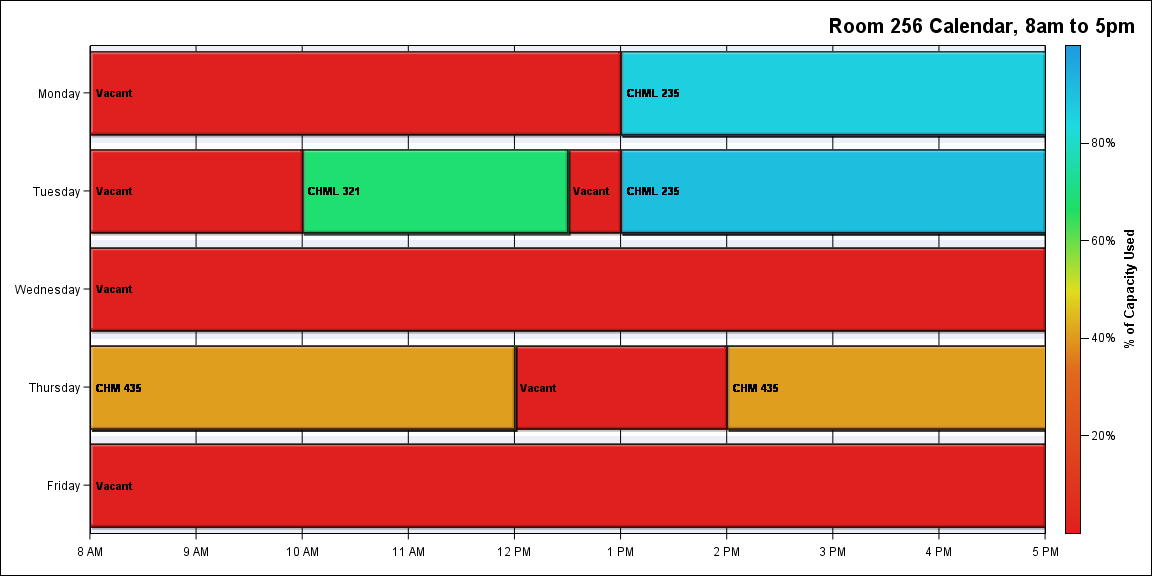 Room 256 Calendar, 8am to 5pm
Monday
Vacant
CHML 235
Tuesday
Vacant
CHML 321
Vacant
CHML 235
Wednesday
Vacant
Thursday
CHM 435
Vacant
CHM 435
Friday
Vacant
8 AM
9 AM
10 AM
11 AM
12 PM
1 PM
2 PM
3 PM
4 PM
5 PM
80%
60%
40%
20%
% of Capacity Used